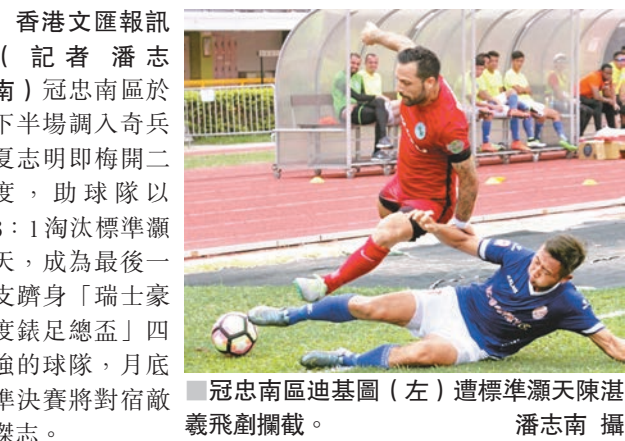 香港文匯報訊
(記者 潘志
南)冠忠南區於
下半場調入奇兵
夏志明即梅開二
度,助球隊以
3:1淘汰標準灝
天,成為最後一
支躋身「瑞士豪
度錶足總盃」四
強的球隊,月底
準決賽將對宿敵
傑志。
■冠忠南區迪基圖(左)遭標準灝天陳湛
羲飛剷攔截。 潘志南 攝